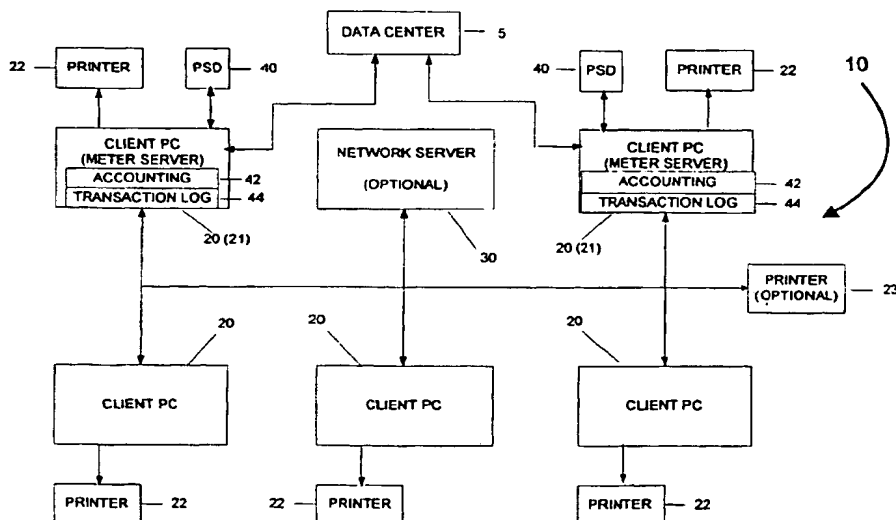 DATA CENTER
5
22
PRINTER
PSD
40
40
PSD
PRINTER
22
10
CLIENT PC
(METER SERVER)
ACCOUNTING
42
TRANSACTION LOG
44
20 (21)
NETWORK SERVER
(OPTIONAL)
30
CLIENT PC
(METER SERVER)
ACCOUNTING
42
TRANSACTION LOG
44
20 (21)
PRINTER
(OPTIONAL)
23
20
20
20
CLIENT PC
CLIENT PC
CLIENT PC
PRINTER
22
22
PRINTER
PRINTER
22